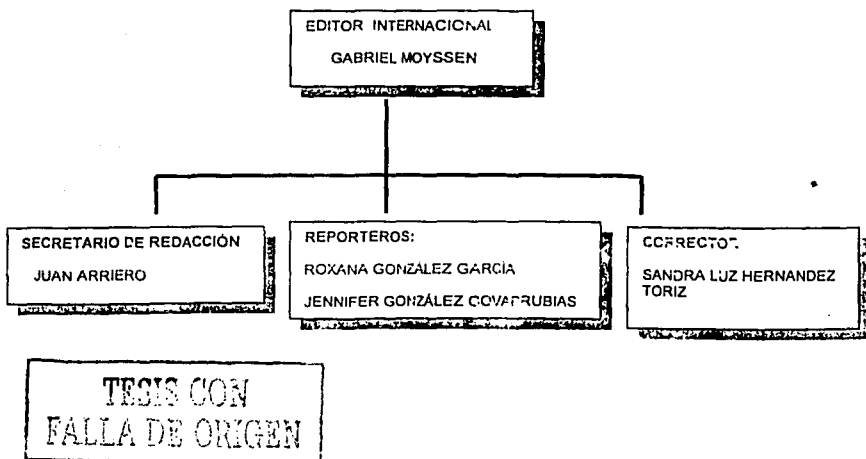 EDITOR INTERNACIONAL
GABRIEL MOYSSEN
SECRETARIO DE REDACCIÓN
JUAN ARRIERO
REPORTEROS:
ROXANA GONZÁLEZ GARCÍA
JENNIFER GONZÁLEZ COVARRUBIAS
CORRECTOR
SANDRA LUZ HERNANDEZ
TORIZ
TESIS CON
FALLA DE ORIGEN